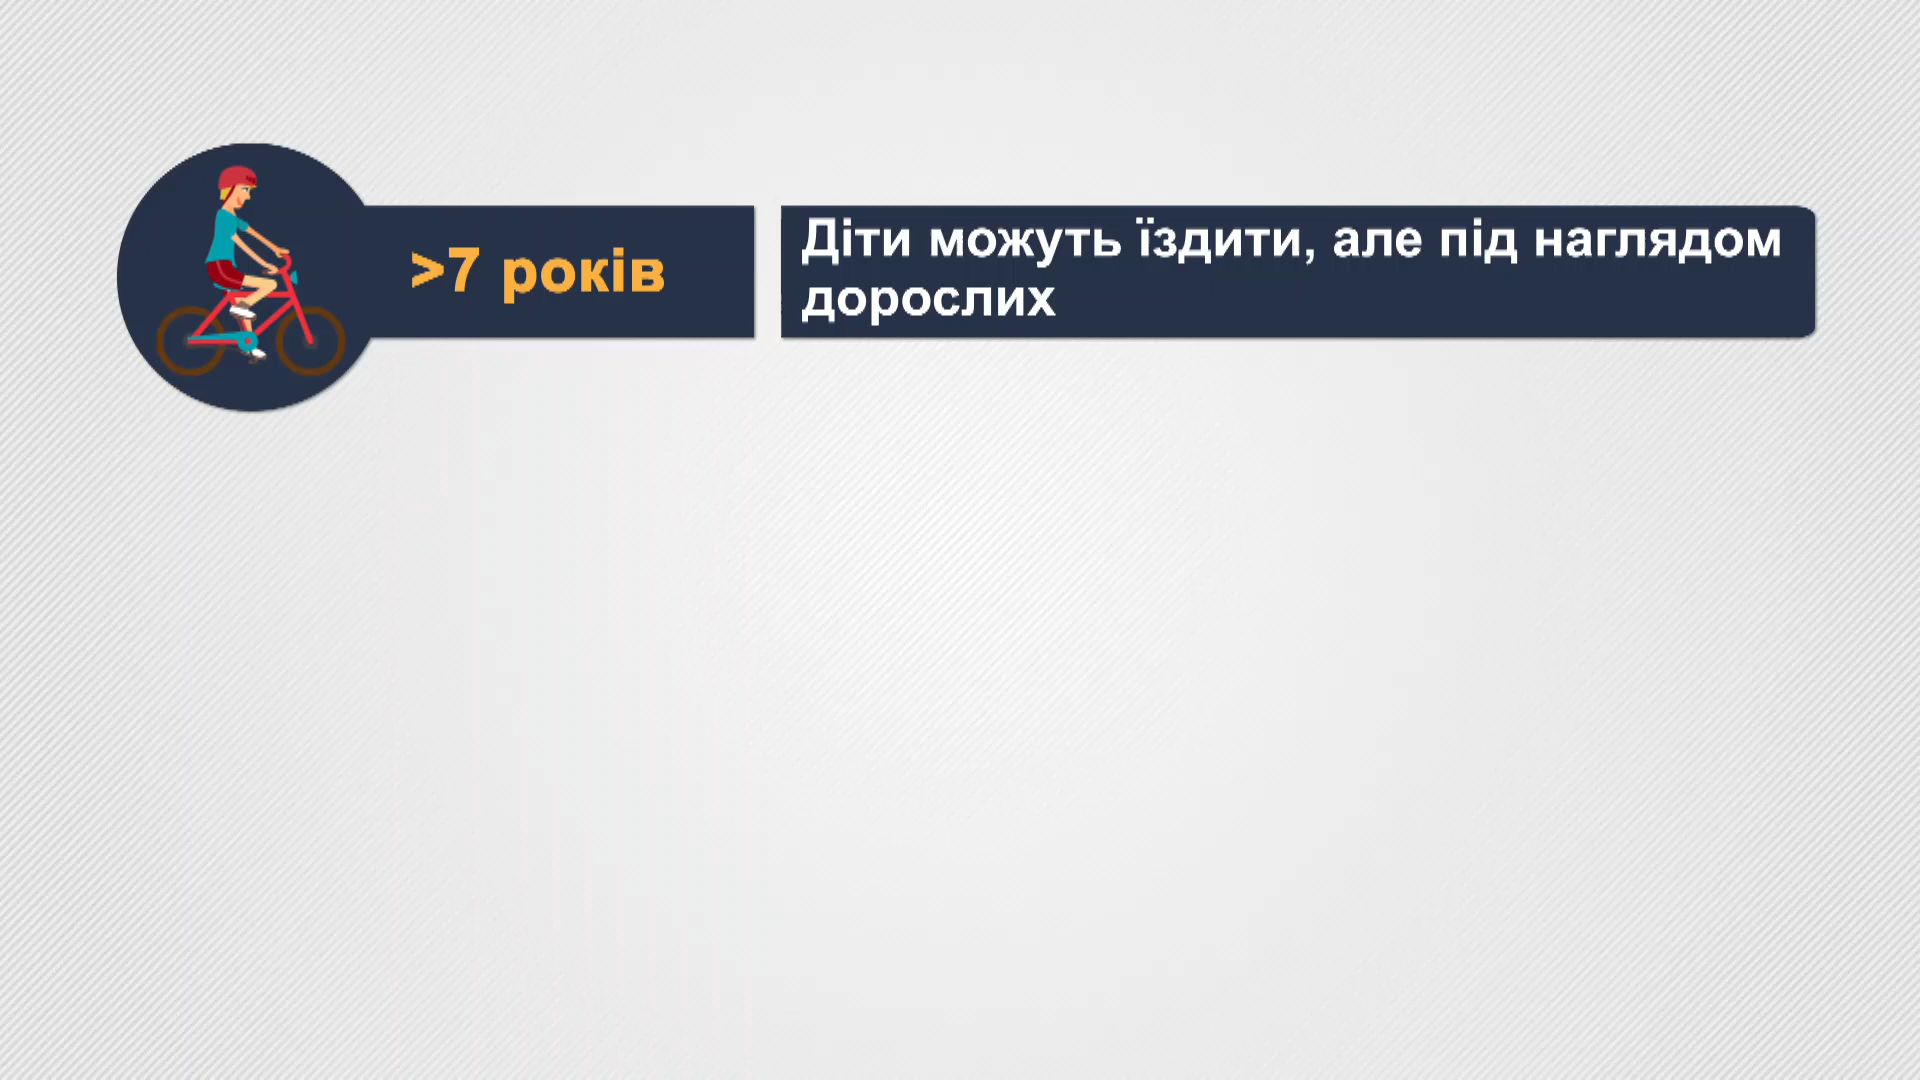 >7 років
Діти можуть їздити, але під наглядом
дорослих